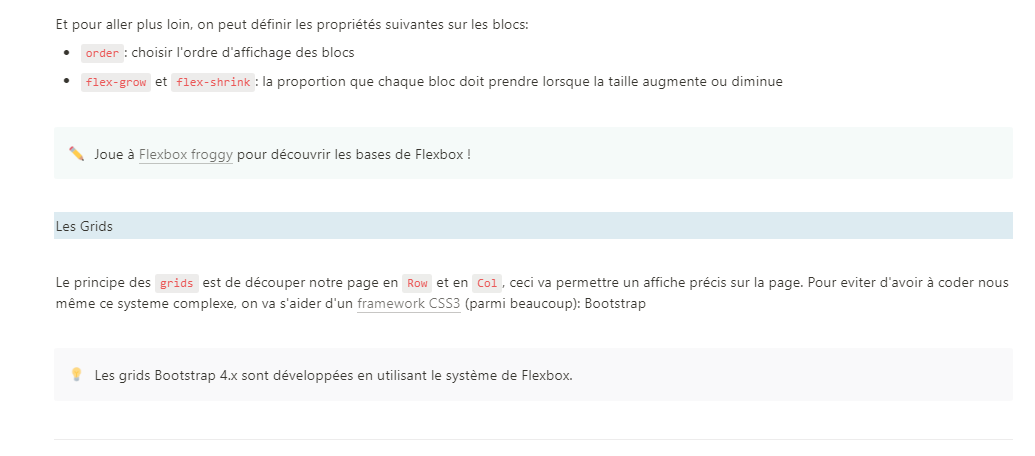 Et pour aller plus loin, on peut définir les propriétés suivantes sur les blocs:
• order: choisir l'ordre d'affichage des blocs
• flex-grow et flex-shrink: la proportion que chaque bloc doit prendre lorsque la taille augmente ou diminue
Joue à Flexbox froggy pour découvrir les bases de Flexbox !
Les Grids
Le principe des grids est de découper notre page en Row et en Col, ceci va permettre un affiche précis sur la page. Pour eviter d'avoir à coder nous
même ce systeme complexe, on va s'aider d'un framework CSS3 (parmi beaucoup): Bootstrap
Les grids Bootstrap 4.x sont développées en utilisant le système de Flexbox.